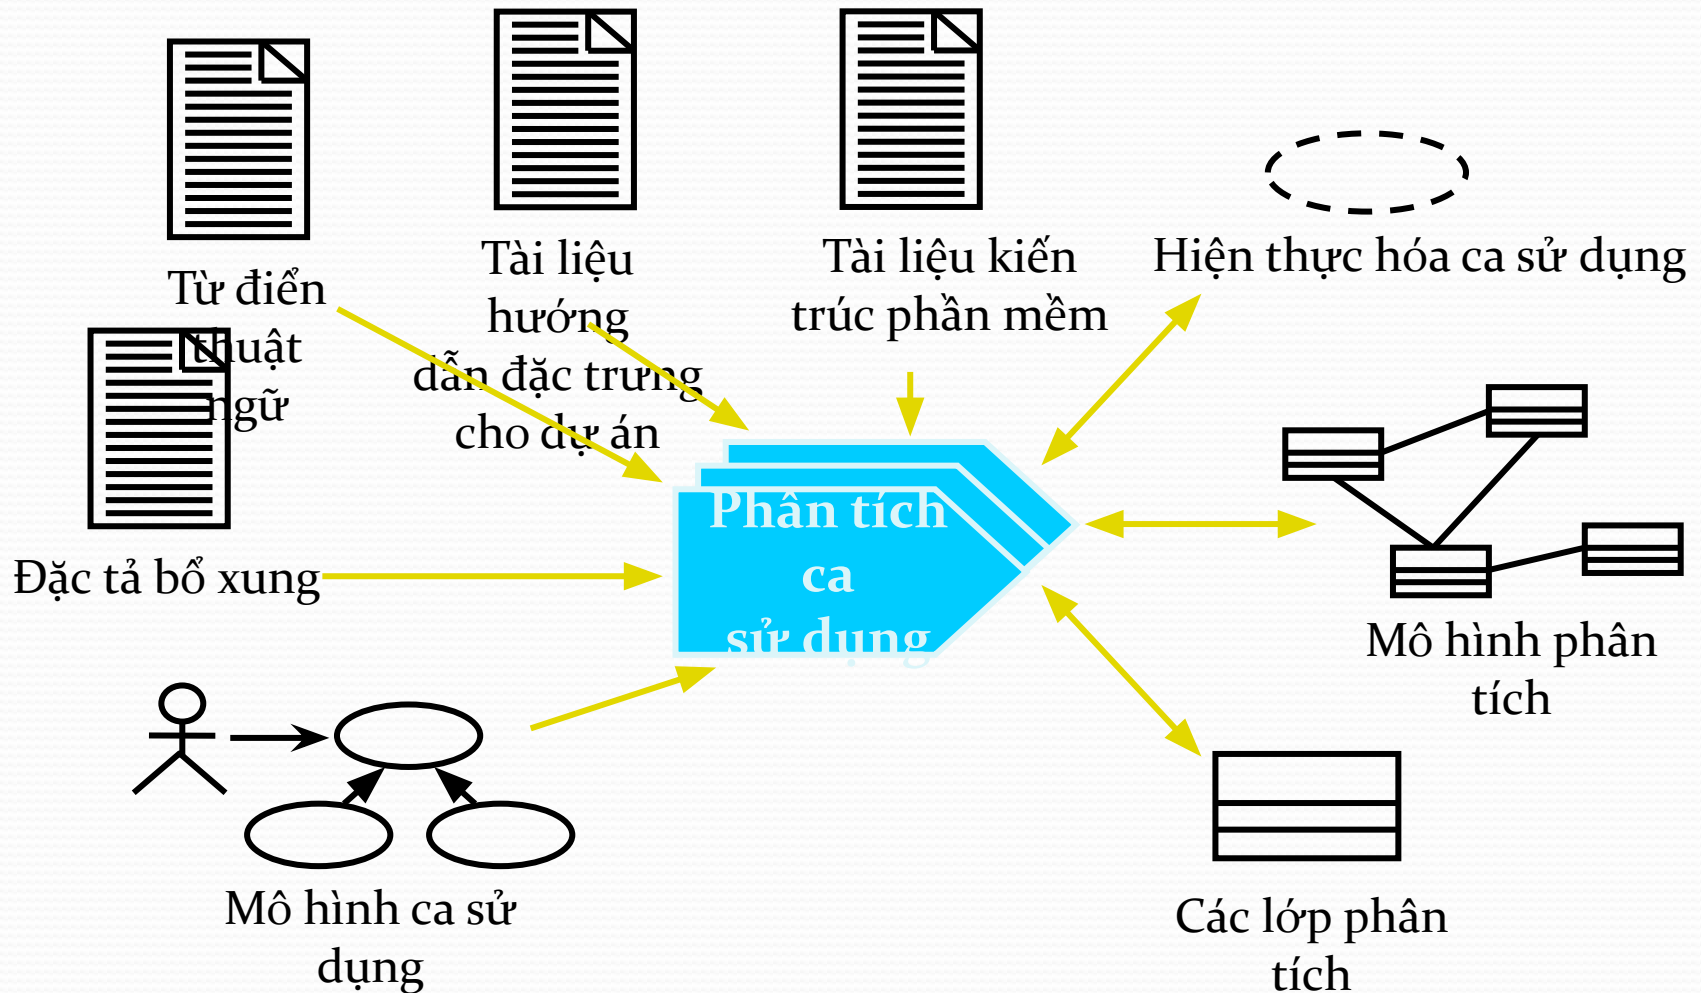 Từ điển
thuật
ngữ
Tài liệu
hướng
dẫn đặc trưng
cho dự án
Tài liệu kiến
trúc phần mềm
Hiện thực hóa ca sử dụng
Đặc tả bổ xung
Phân tích
ca
sử dụng
Mô hình phân
tích
Mô hình ca sử
dụng
Các lớp phân
tích